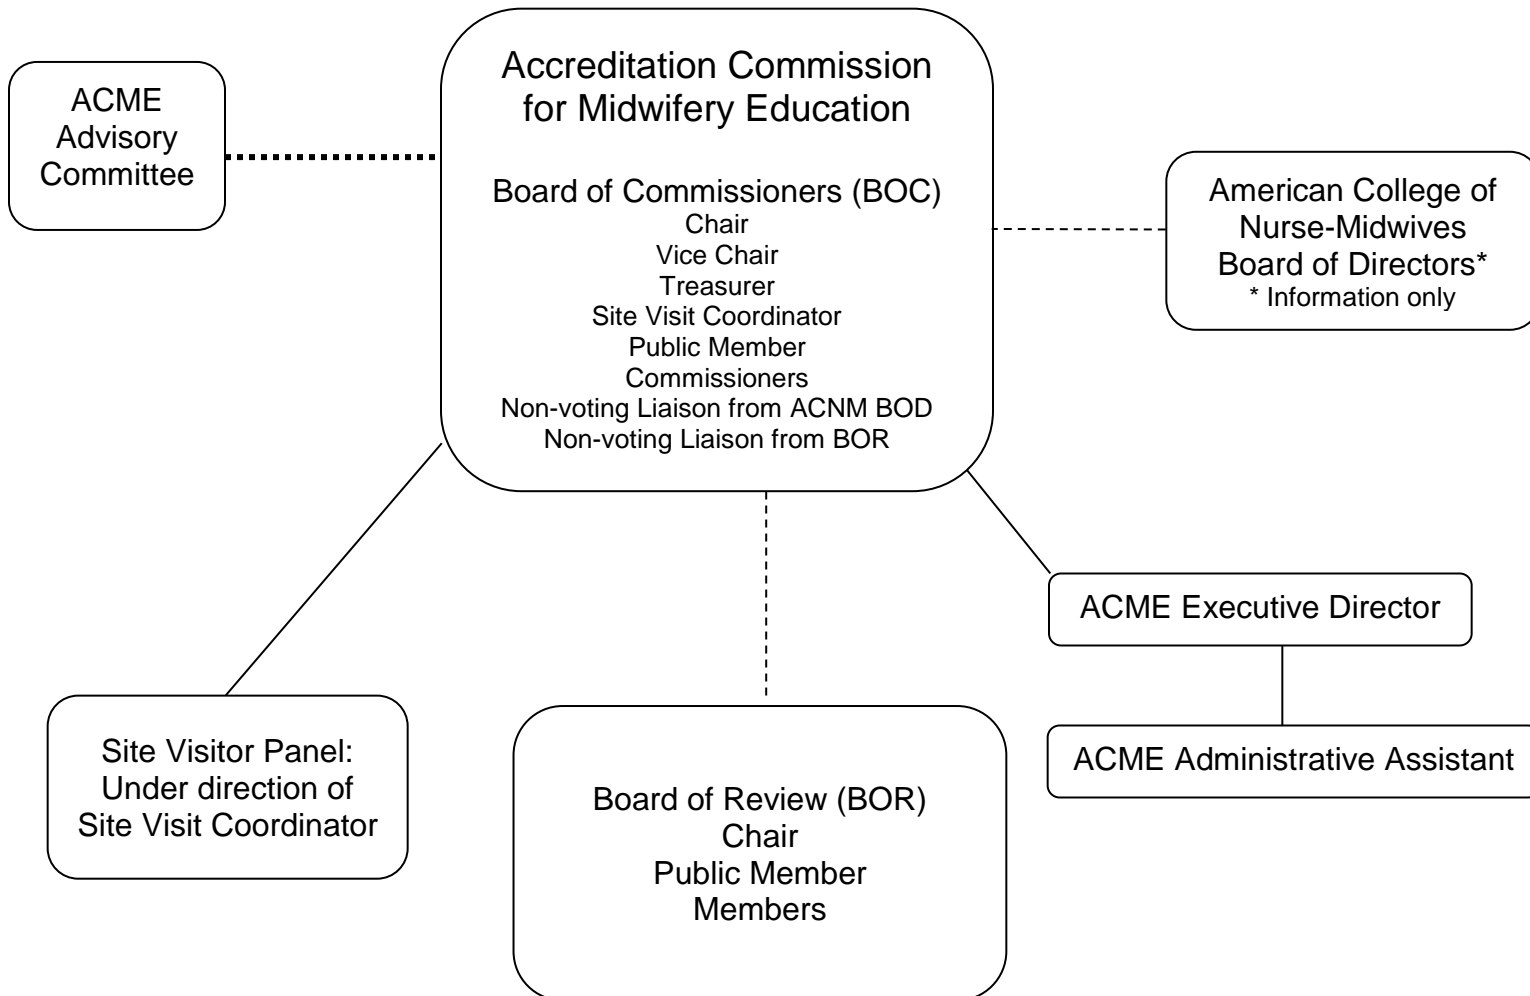 ACME
Advisory
Committee
Accreditation Commission
for Midwifery Education
Board of Commissioners (BOC)
Chair
Vice Chair
Treasurer
Site Visit Coordinator
Public Member
Commissioners
Non-voting Liaison from ACNM BOD
Non-voting Liaison from BOR
American College of
Nurse-Midwives
Board of Directors*
* Information only
ACME Executive Director
ACME Administrative Assistant
Site Visitor Panel:
Under direction of
Site Visit Coordinator
Board of Review (BOR)
Chair
Public Member
Members